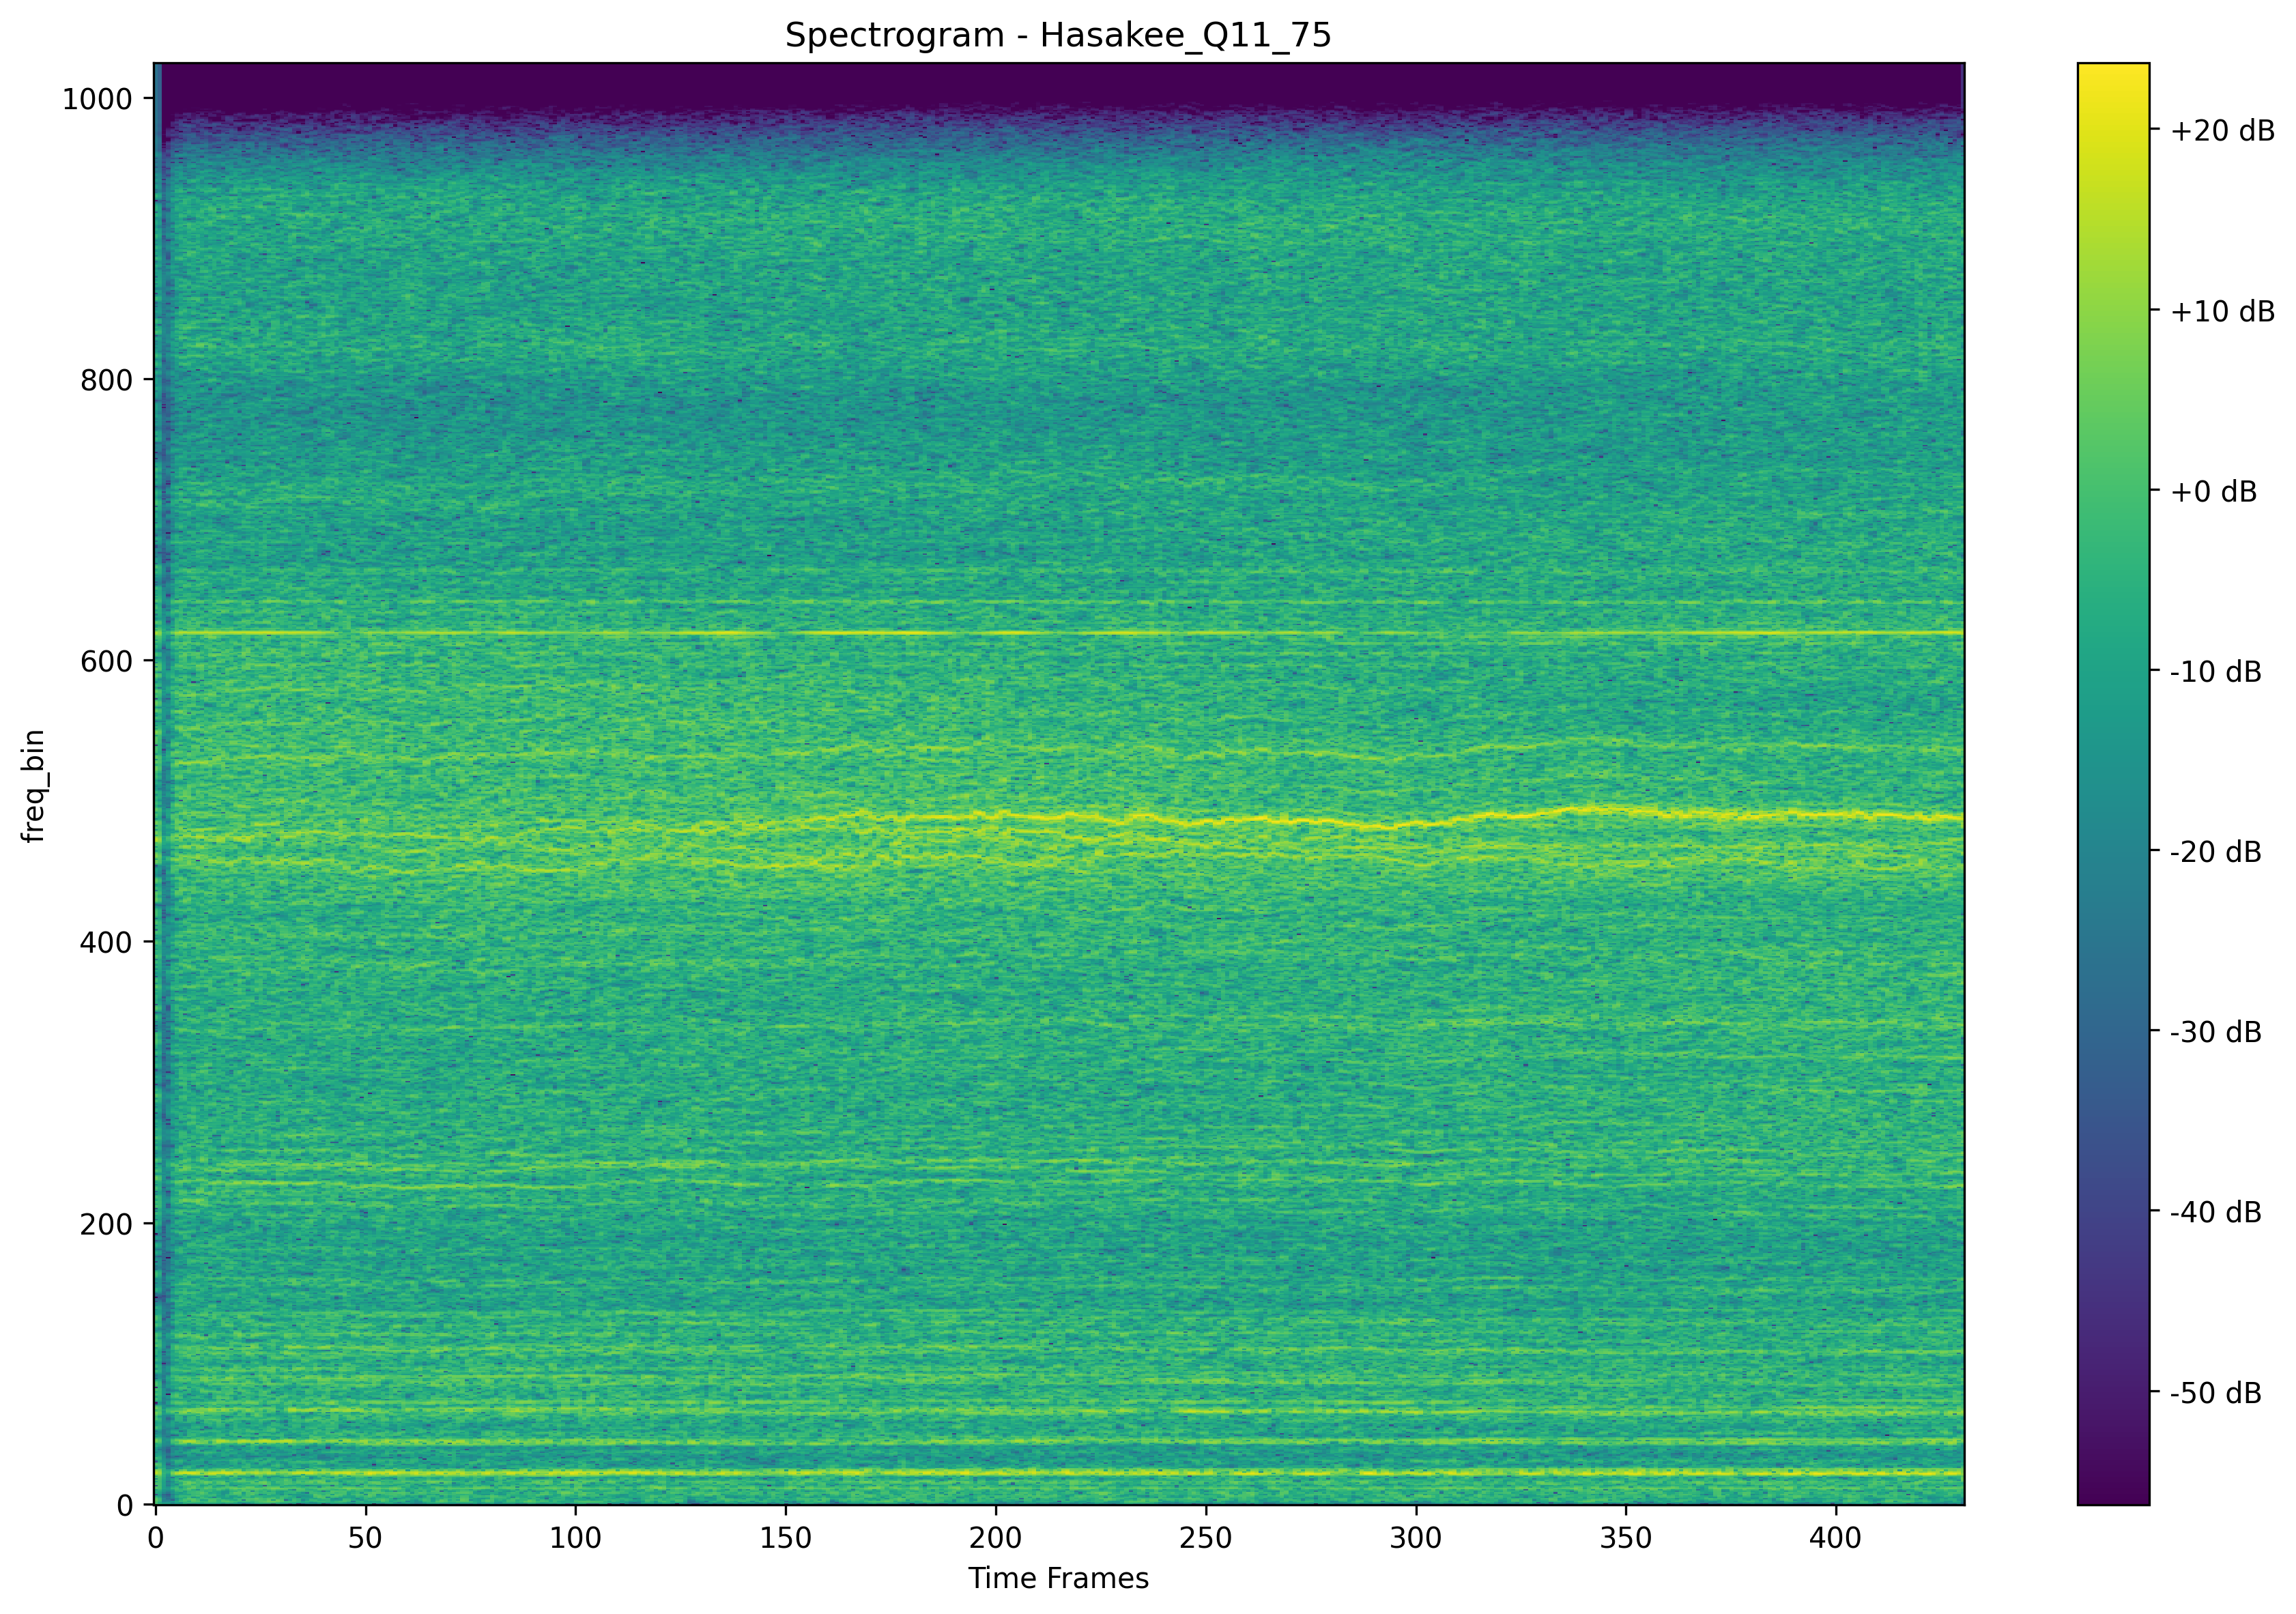 Spectrogram - Hasakee_Q11_75
1000
800
600
400
200
0
freq_bin
0 50 100 150 200 250 300 350 400
Time Frames
+20 dB
+10 dB
+0 dB
-10 dB
-20 dB
-30 dB
-40 dB
-50 dB